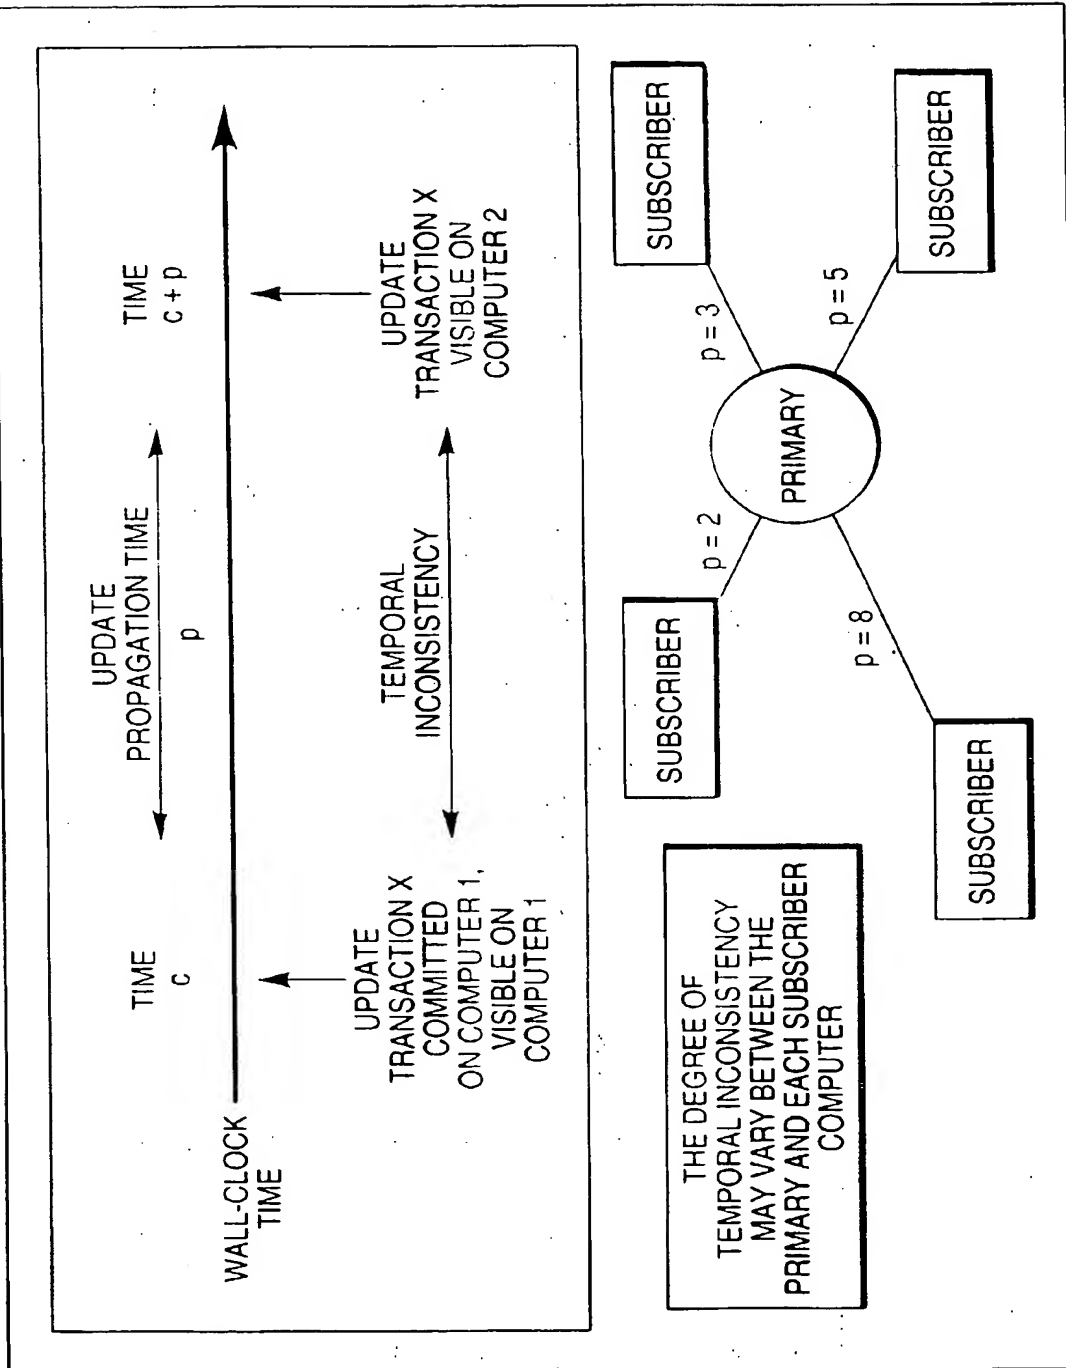 UPDATE
PROPAGATION TIME
p
TIME
c
TIME
c + p
WALL-CLOCK
TIME
UPDATE
TRANSACTION X
COMMITTED
ON COMPUTER 1,
VISIBLE ON
COMPUTER 1
TEMPORAL
INCONSISTENCY
UPDATE
TRANSACTION X
VISIBLE ON
COMPUTER 2
THE DEGREE OF
TEMPORAL INCONSISTENCY
MAY VARY BETWEEN THE
PRIMARY AND EACH SUBSCRIBER
COMPUTER
SUBSCRIBER
p = 2
SUBSCRIBER
p = 3
PRIMARY
SUBSCRIBER
p = 8
SUBSCRIBER
p = 5